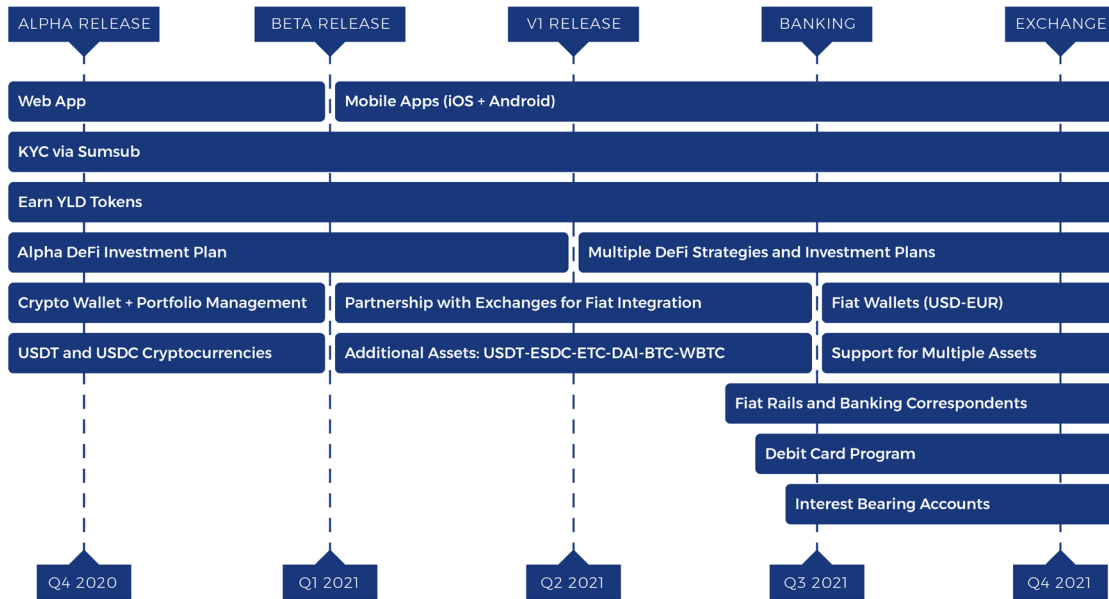 ALPHA RELEASE
BETA RELEASE
V1 RELEASE
BANKING
EXCHANGE
Web App
Mobile Apps (iOS + Android)
KYC via Sumsub
Earn YLD Tokens
Alpha DeFi Investment Plan
Multiple DeFi Strategies and Investment Plans
Crypto Wallet + Portfolio Management
Partnership with Exchanges for Fiat Integration
Fiat Wallets (USD-EUR)
USDT and USDC Cryptocurrencies
Additional Assets: USDT-ESDC-ETC-DAI-BTC-WBTC
Support for Multiple Assets
Fiat Rails and Banking Correspondents
Debit Card Program
Interest Bearing Accounts
Q4 2020
Q1 2021
Q2 2021
Q3 2021
Q4 2021